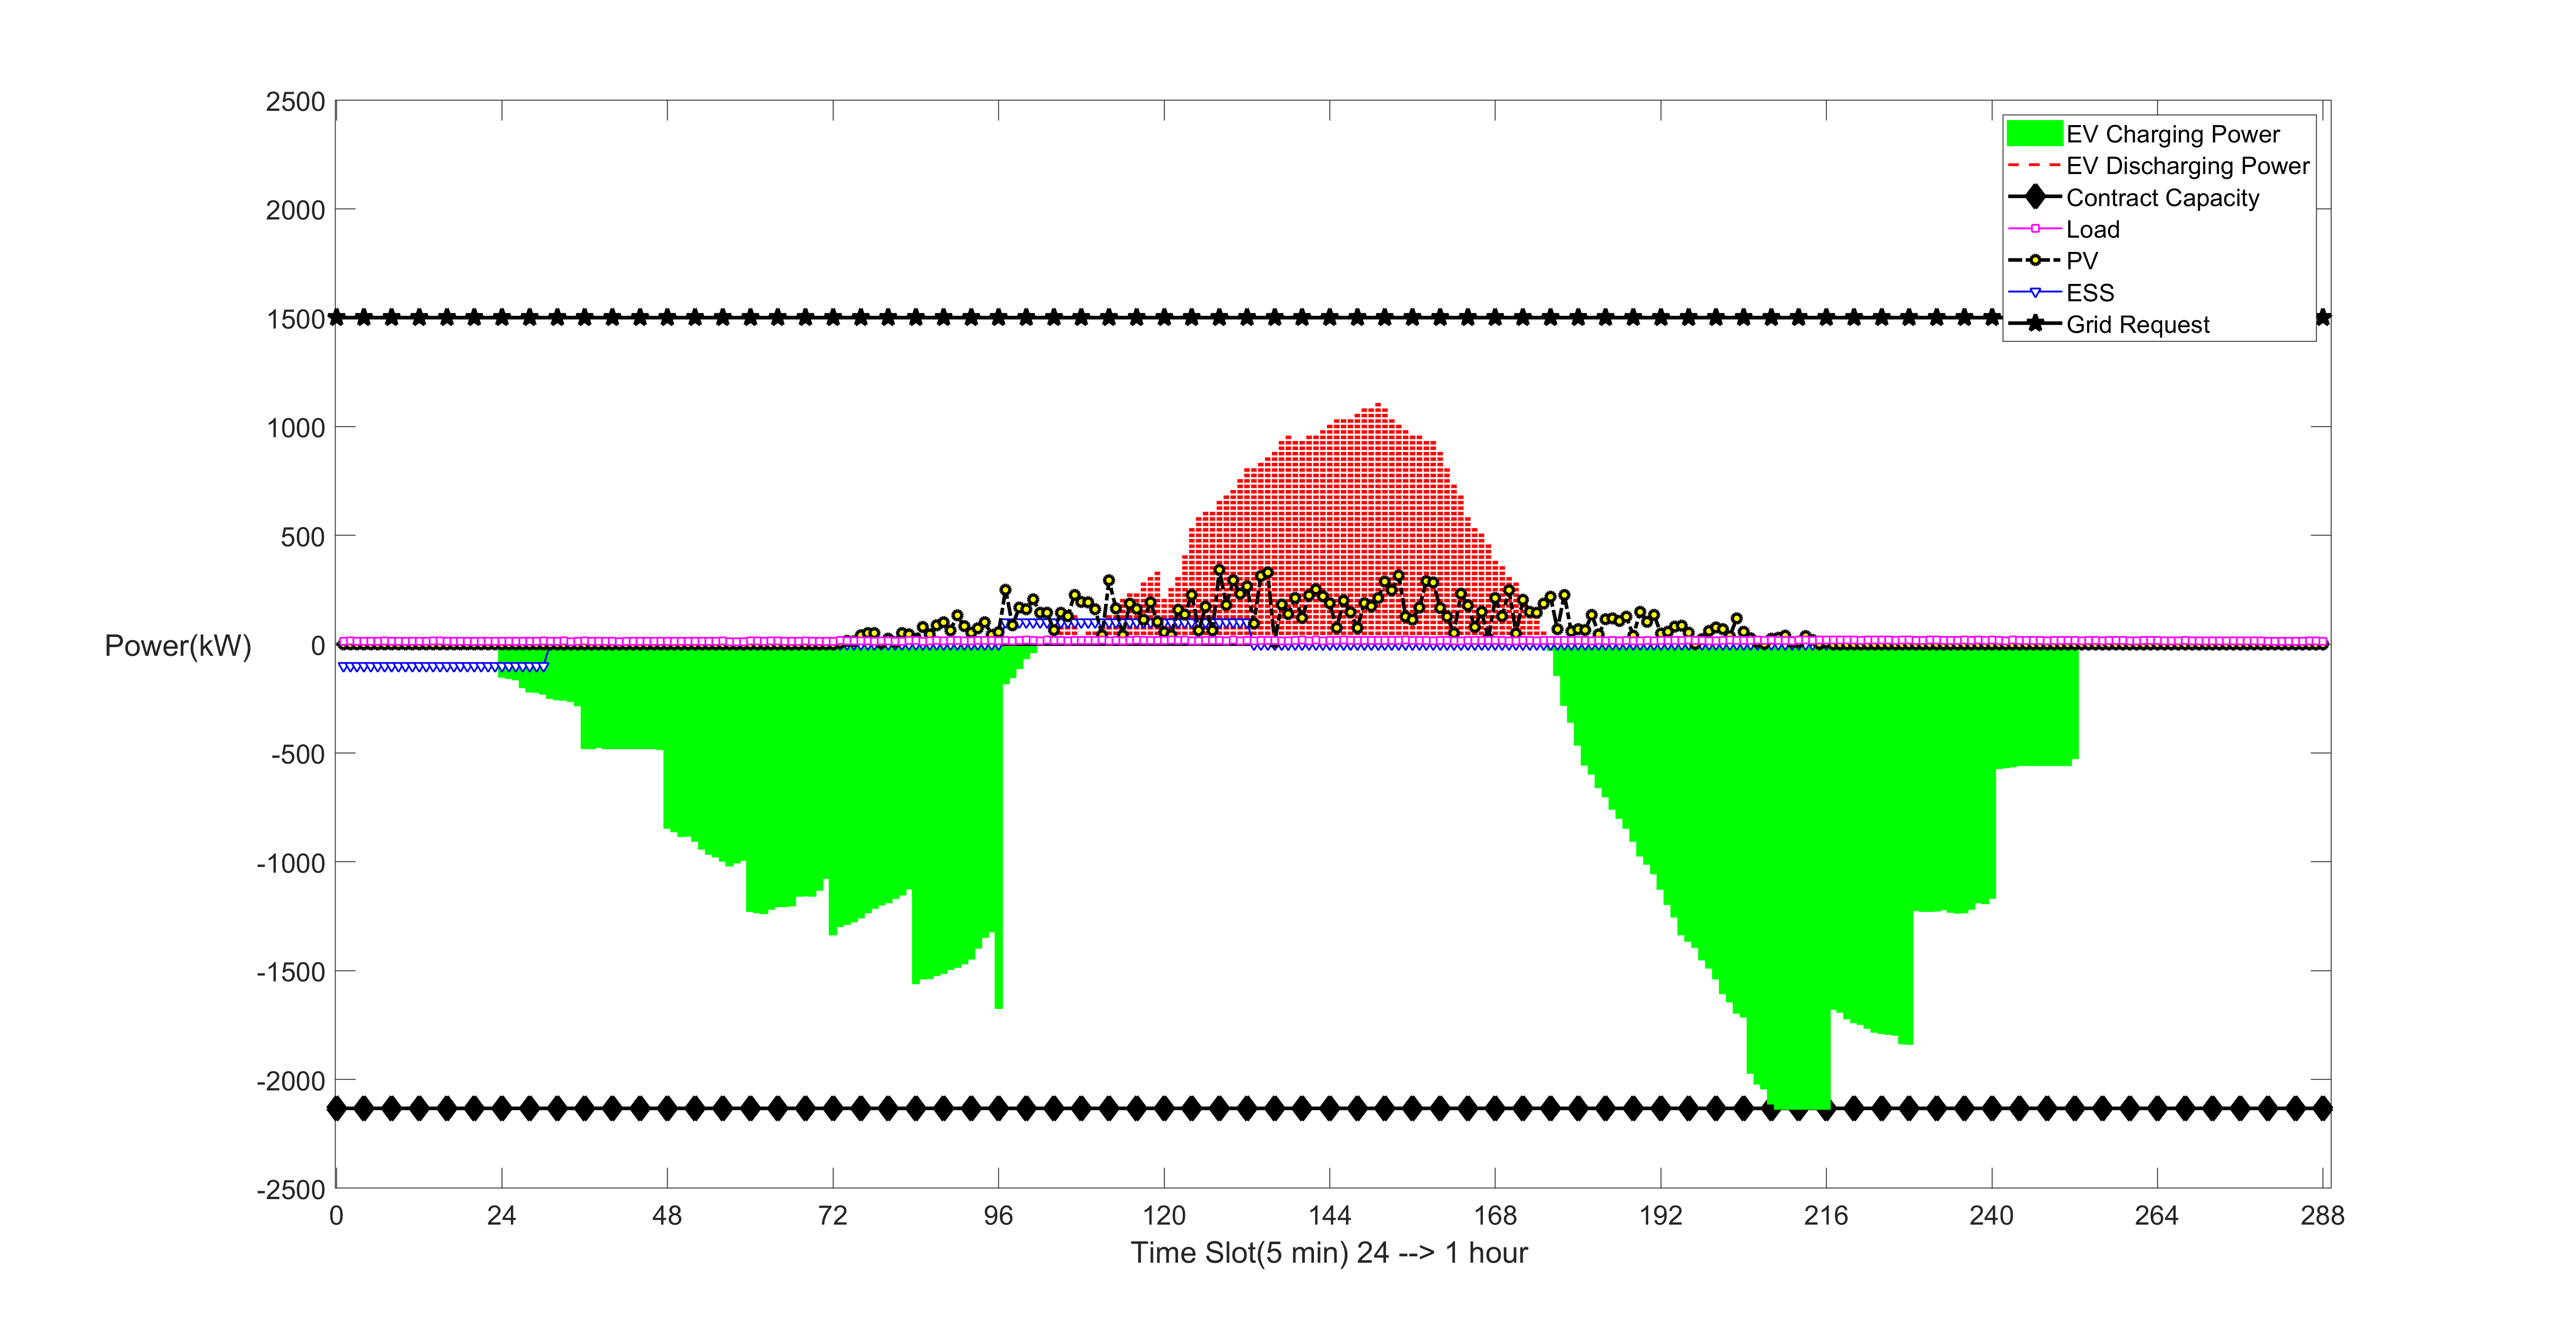 2500
2000
1500
1000
500
0
-500
-1000
-1500
-2000
-2500
Power(kW)
EV Charging Power
EV Discharging Power
Contract Capacity
Load
PV
ESS
Grid Request
0 24 48 72 96 120 144 168 192 216 240 264 288
Time Slot(5 min) 24 --> 1 hour